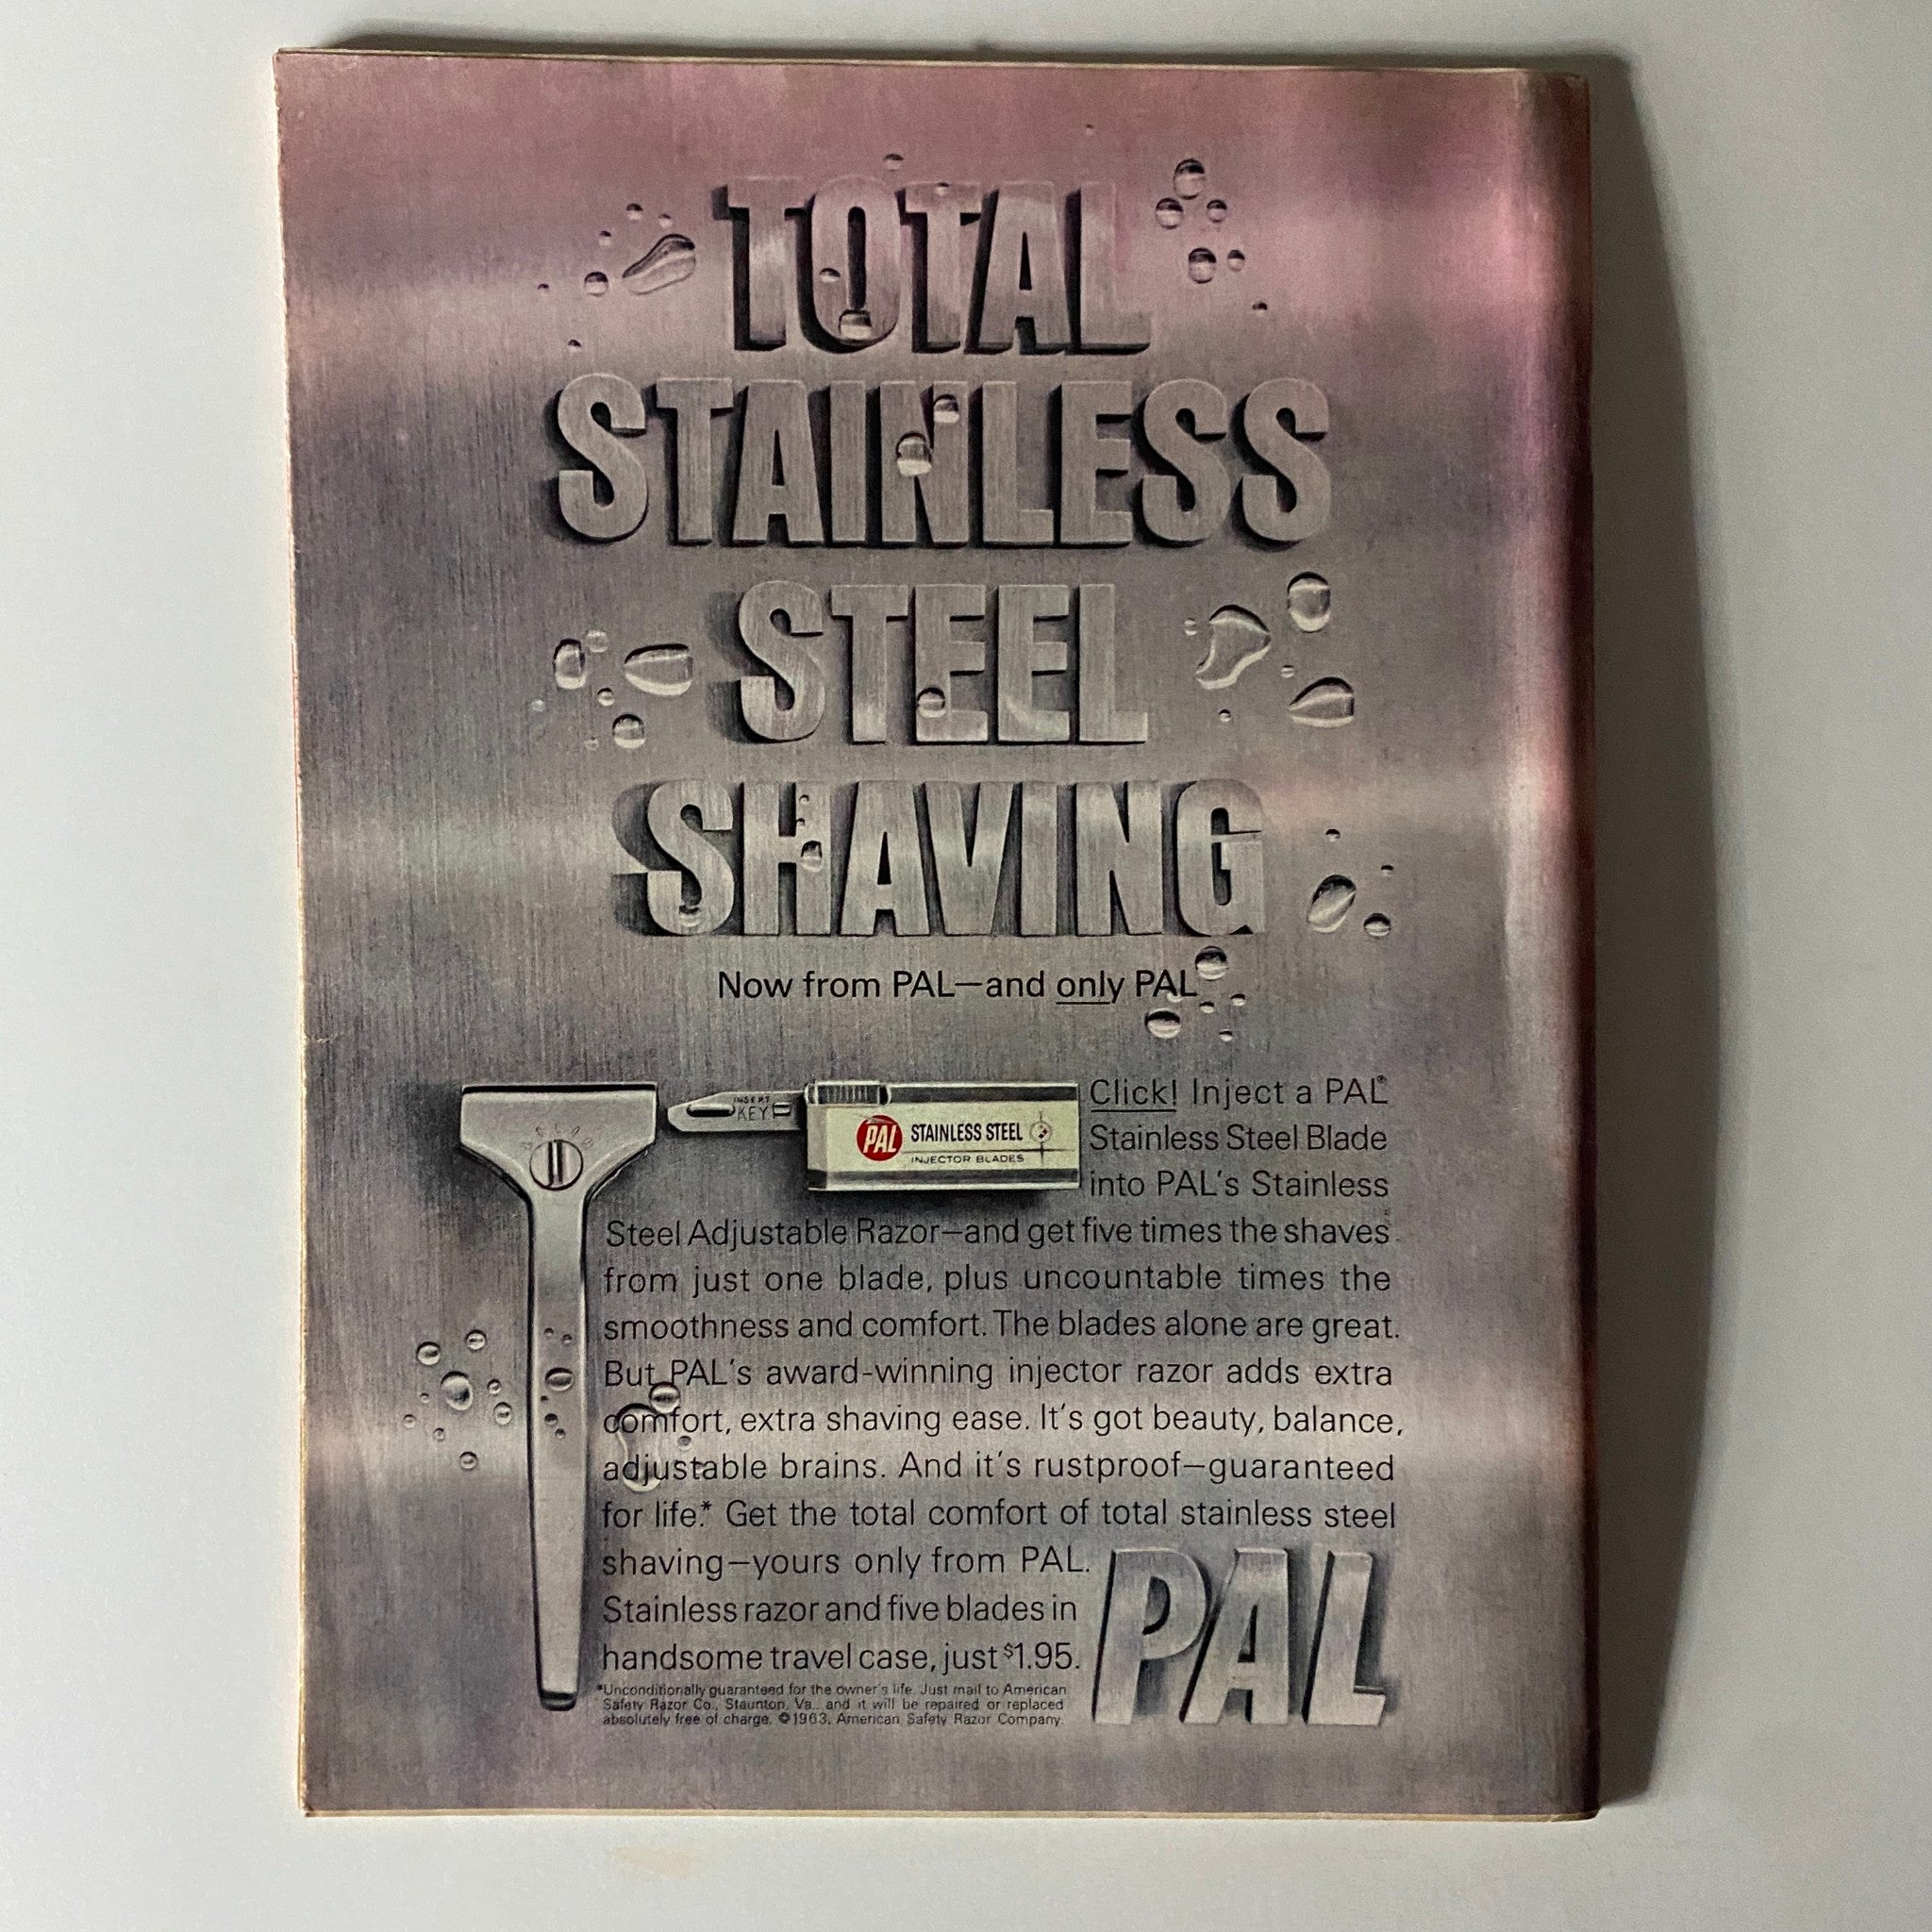 TOTAL
STAINLESS
STEEL
SHAVING
Now from PAL—and only PAL
INSERT
KEY
PAL STAINLESS STEEL
INJECTOR BLADES
Click! Inject a PAL®
Stainless Steel Blade
into PAL's Stainless
Steel Adjustable Razor—and get five times the shaves
from just one blade, plus uncountable times the
smoothness and comfort. The blades alone are great.
But PAL's award-winning injector razor adds extra
comfort, extra shaving ease. It's got beauty, balance,
adjustable brains. And it's rustproof—guaranteed
for life.* Get the total comfort of total stainless steel
shaving—yours only from PAL.
Stainless razor and five blades in
handsome travel case, just $1.95.
*Unconditionally guaranteed for the owner's life. Just mail to American
Safety Razor Co., Staunton, Va., and it will be repaired or replaced
absolutely free of charge. ©1963, American Safety Razor Company.
PAL